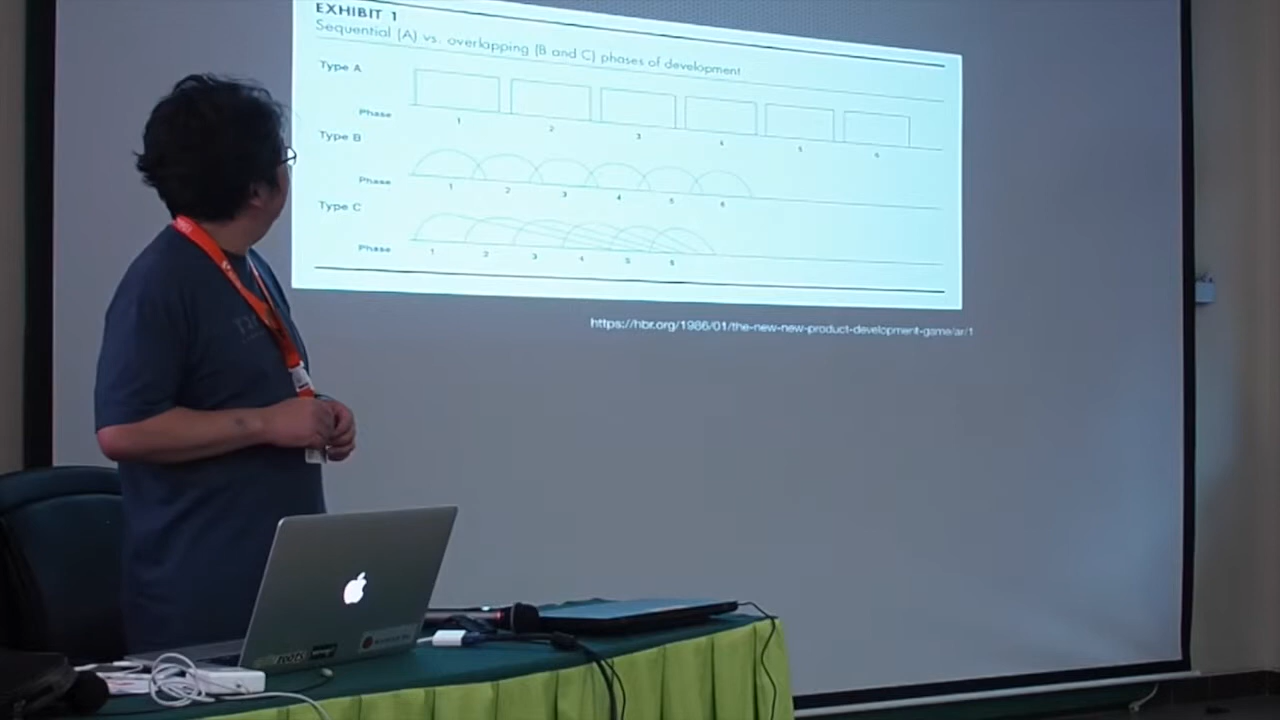 EXHIBIT 1
Sequential (A) vs. overlapping (B and C) phases of development
Type A
Phase
1 2 3 4 5 6
Type B
Phase
1 2 3 4 5 6
Type C
Phase
1 2 3 4 5 6
https://hbr.org/1986/01/the-new-new-product-development-game/ar/1
roots